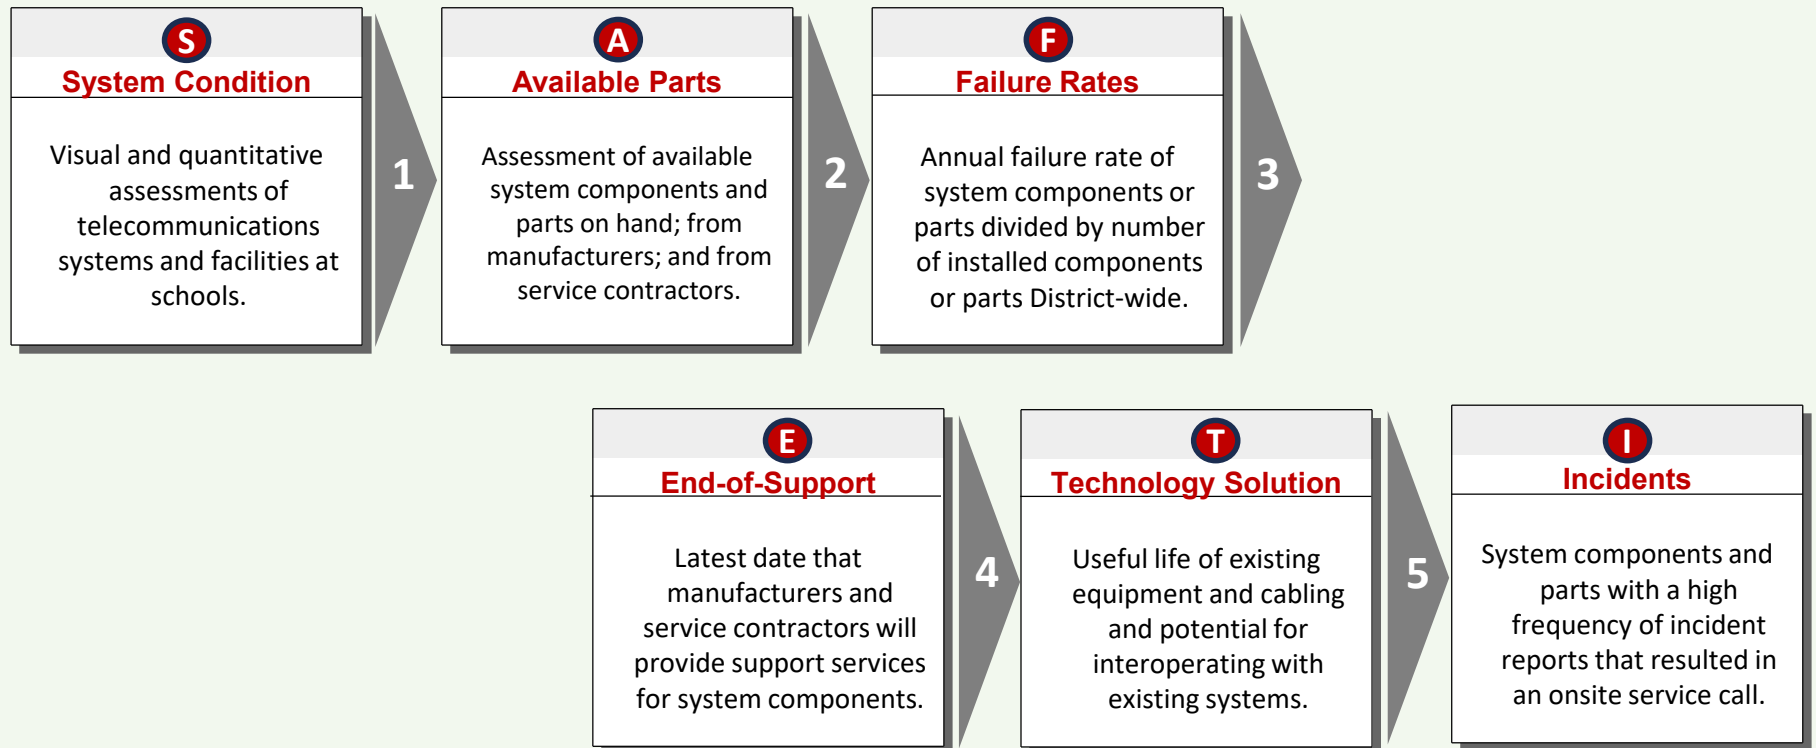 S
System Condition
Visual and quantitative
assessments of
telecommunications
systems and facilities at
schools.
1
A
Available Parts
Assessment of available
system components and
parts on hand; from
manufacturers; and from
service contractors.
2
F
Failure Rates
Annual failure rate of
system components or
parts divided by number
of installed components
or parts District-wide.
3
E
End-of-Support
Latest date that
manufacturers and
service contractors will
provide support services
for system components.
4
T
Technology Solution
Useful life of existing
equipment and cabling
and potential for
interoperating with
existing systems.
5
I
Incidents
System components and
parts with a high
frequency of incident
reports that resulted in
an onsite service call.